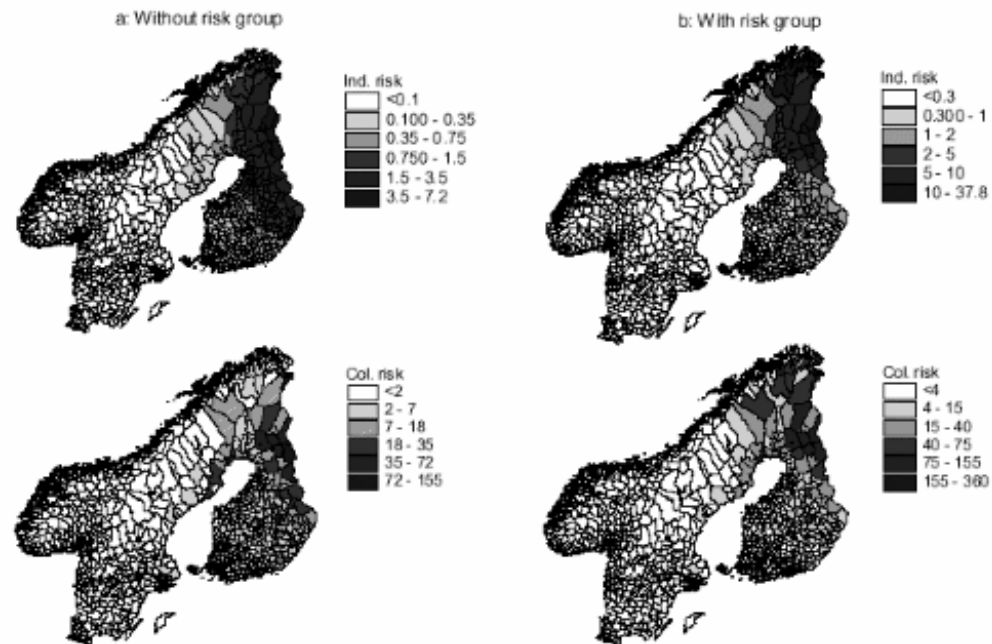 a: Without risk group
b: With risk group
Ind. risk
<0.1
0.100 - 0.35
0.35 - 0.75
0.750 - 1.5
1.5 - 3.5
3.5 - 7.2
Ind. risk
<0.3
0.300 - 1
1 - 2
2 - 5
5 - 10
10 - 37.8
Col. risk
<2
2 - 7
7 - 18
18 - 35
35 - 72
72 - 155
Col. risk
<4
4 - 15
15 - 40
40 - 75
75 - 155
155 - 360